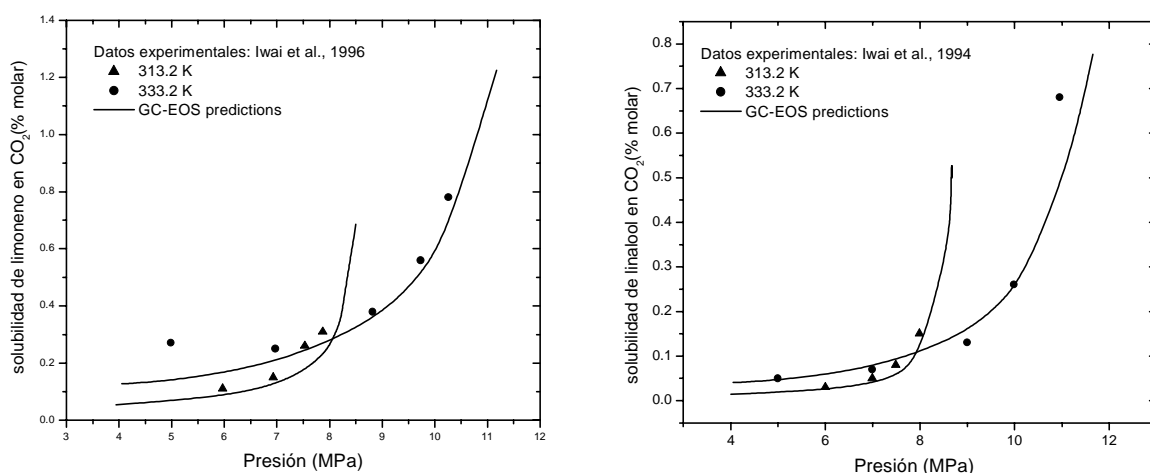 1.4
1.2
1.0
0.8
0.6
0.4
0.2
0.0
solubilidad de limoneno en CO₂(% molar)
Datos experimentales: Iwai et al., 1996
313.2 K
333.2 K
GC-EOS predictions
3 4 5 6 7 8 9 10 11 12
Presión (MPa)
0.8
0.7
0.6
0.5
0.4
0.3
0.2
0.1
0.0
solubilidad de linalool en CO₂(% molar)
Datos experimentales: Iwai et al., 1994
313.2 K
333.2 K
GC-EOS predictions
4 6 8 10 12
Presión (MPa)